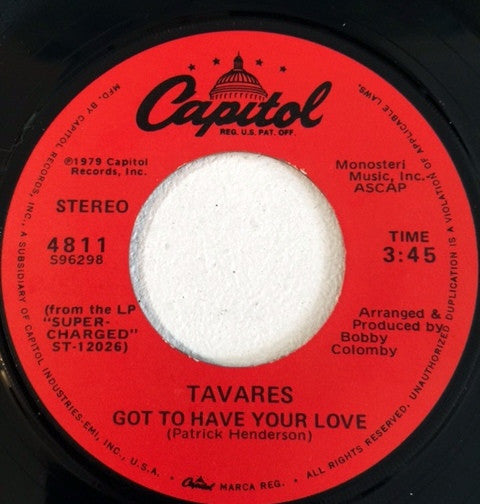 Capitol
REG. U.S. PAT. OFF.
℗1979 Capitol
Records, Inc.
STEREO
4811
S96298
(from the LP
"SUPER-
CHARGED"
ST-12026)
Monosteri
Music, Inc.
ASCAP
TIME
3:45
Arranged &
Produced by
Bobby
Colomby
TAVARES
GOT TO HAVE YOUR LOVE
(Patrick Henderson)
MFD. BY CAPITOL RECORDS, INC., A SUBSIDIARY OF CAPITOL INDUSTRIES-EMI, INC., U.S.A. • Capitol MARCA REG. • ALL RIGHTS RESERVED. UNAUTHORIZED DUPLICATION IS A VIOLATION OF APPLICABLE LAWS.